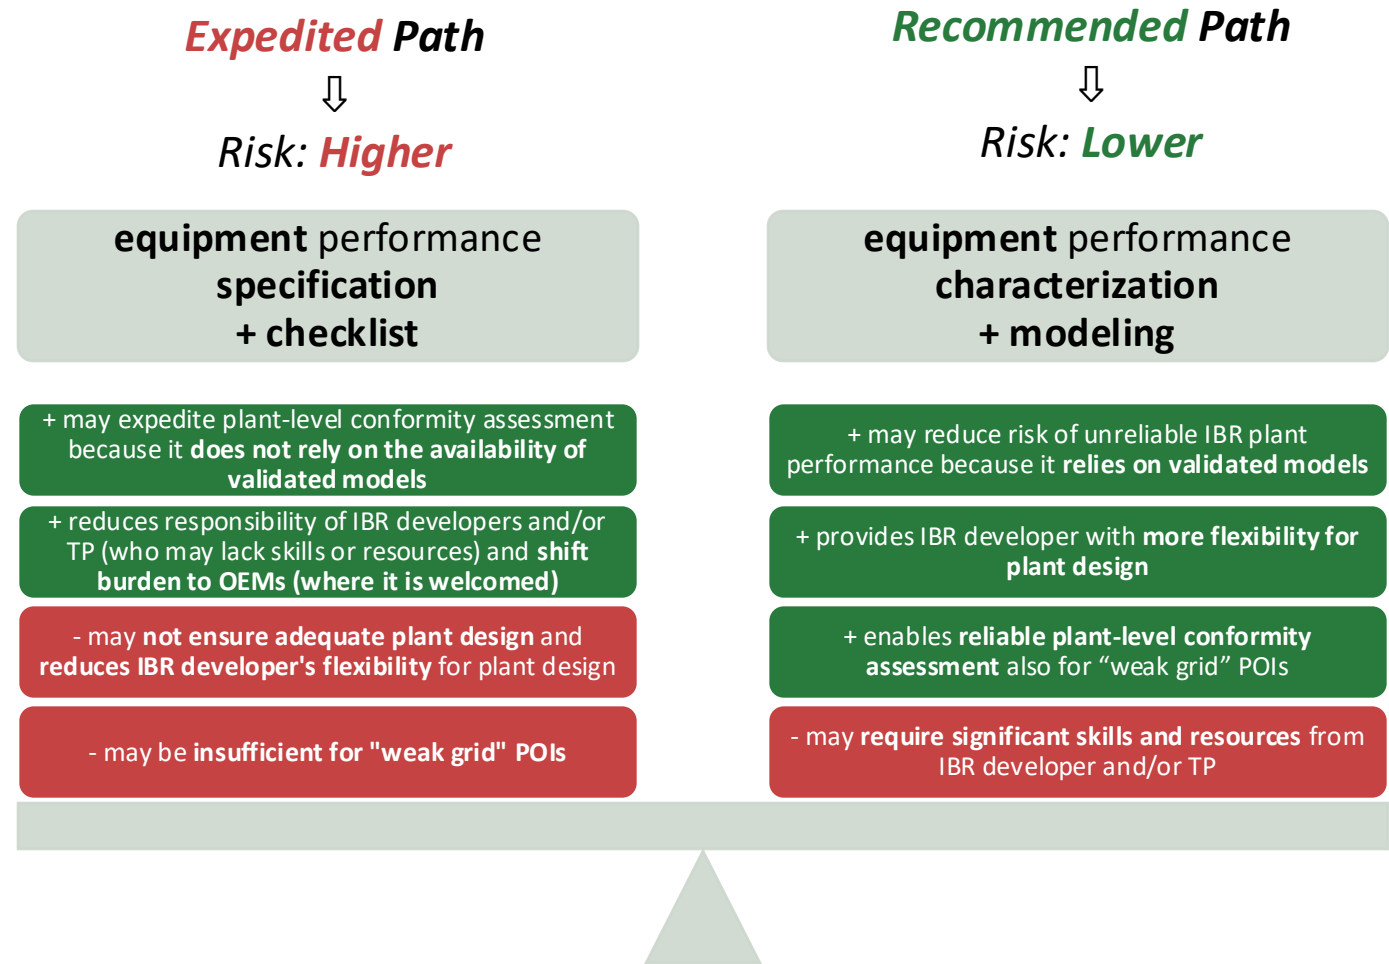 Expedited Path
Risk: Higher
equipment performance
specification
+ checklist
+ may expedite plant-level conformity assessment
because it does not rely on the availability of
validated models
+ reduces responsibility of IBR developers and/or
TP (who may lack skills or resources) and shift
burden to OEMs (where it is welcomed)
- may not ensure adequate plant design and
reduces IBR developer's flexibility for plant design
- may be insufficient for "weak grid" POIs
Recommended Path
Risk: Lower
equipment performance
characterization
+ modeling
+ may reduce risk of unreliable IBR plant
performance because it relies on validated models
+ provides IBR developer with more flexibility for
plant design
+ enables reliable plant-level conformity
assessment also for “weak grid” POIs
- may require significant skills and resources from
IBR developer and/or TP